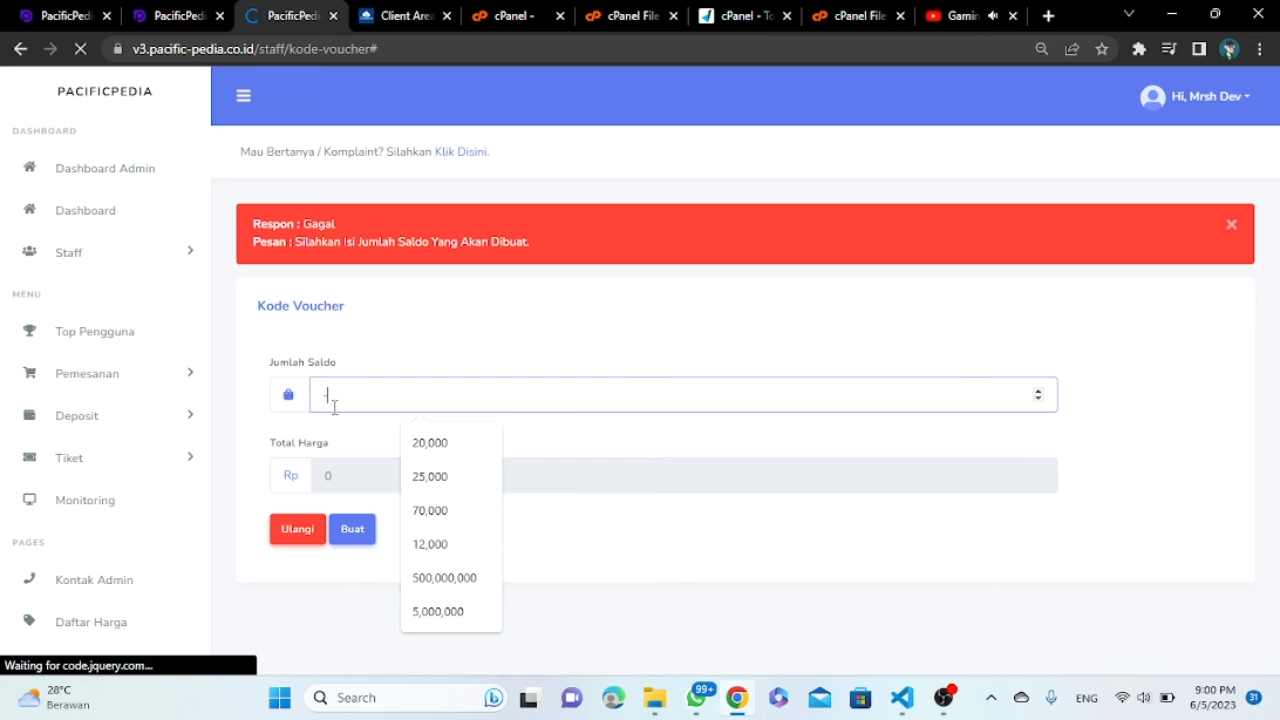 PacificPedi
PacificPedi
PacificPedi
Client Area
cPanel -
cPanel File
cPanel - To
cPanel File
Gamin
v3.pacific-pedia.co.id/staff/kode-voucher#
PACIFICPEDIA
Hi, Mrsh Dev
DASHBOARD
Dashboard Admin
Dashboard
Staff
MENU
Top Pengguna
Pemesanan
Deposit
Tiket
Monitoring
PAGES
Kontak Admin
Daftar Harga
Mau Bertanya / Komplaint? Silahkan Klik Disini.
Respon : Gagal
Pesan : Silahkan Isi Jumlah Saldo Yang Akan Dibuat.
Kode Voucher
Jumlah Saldo
-
Total Harga
Rp 0
Ulangi Buat
20,000
25,000
70,000
12,000
500,000,000
5,000,000
Waiting for code.jquery.com...
28°C
Berawan
Search
99+
ENG
9:00 PM
6/5/2023
31